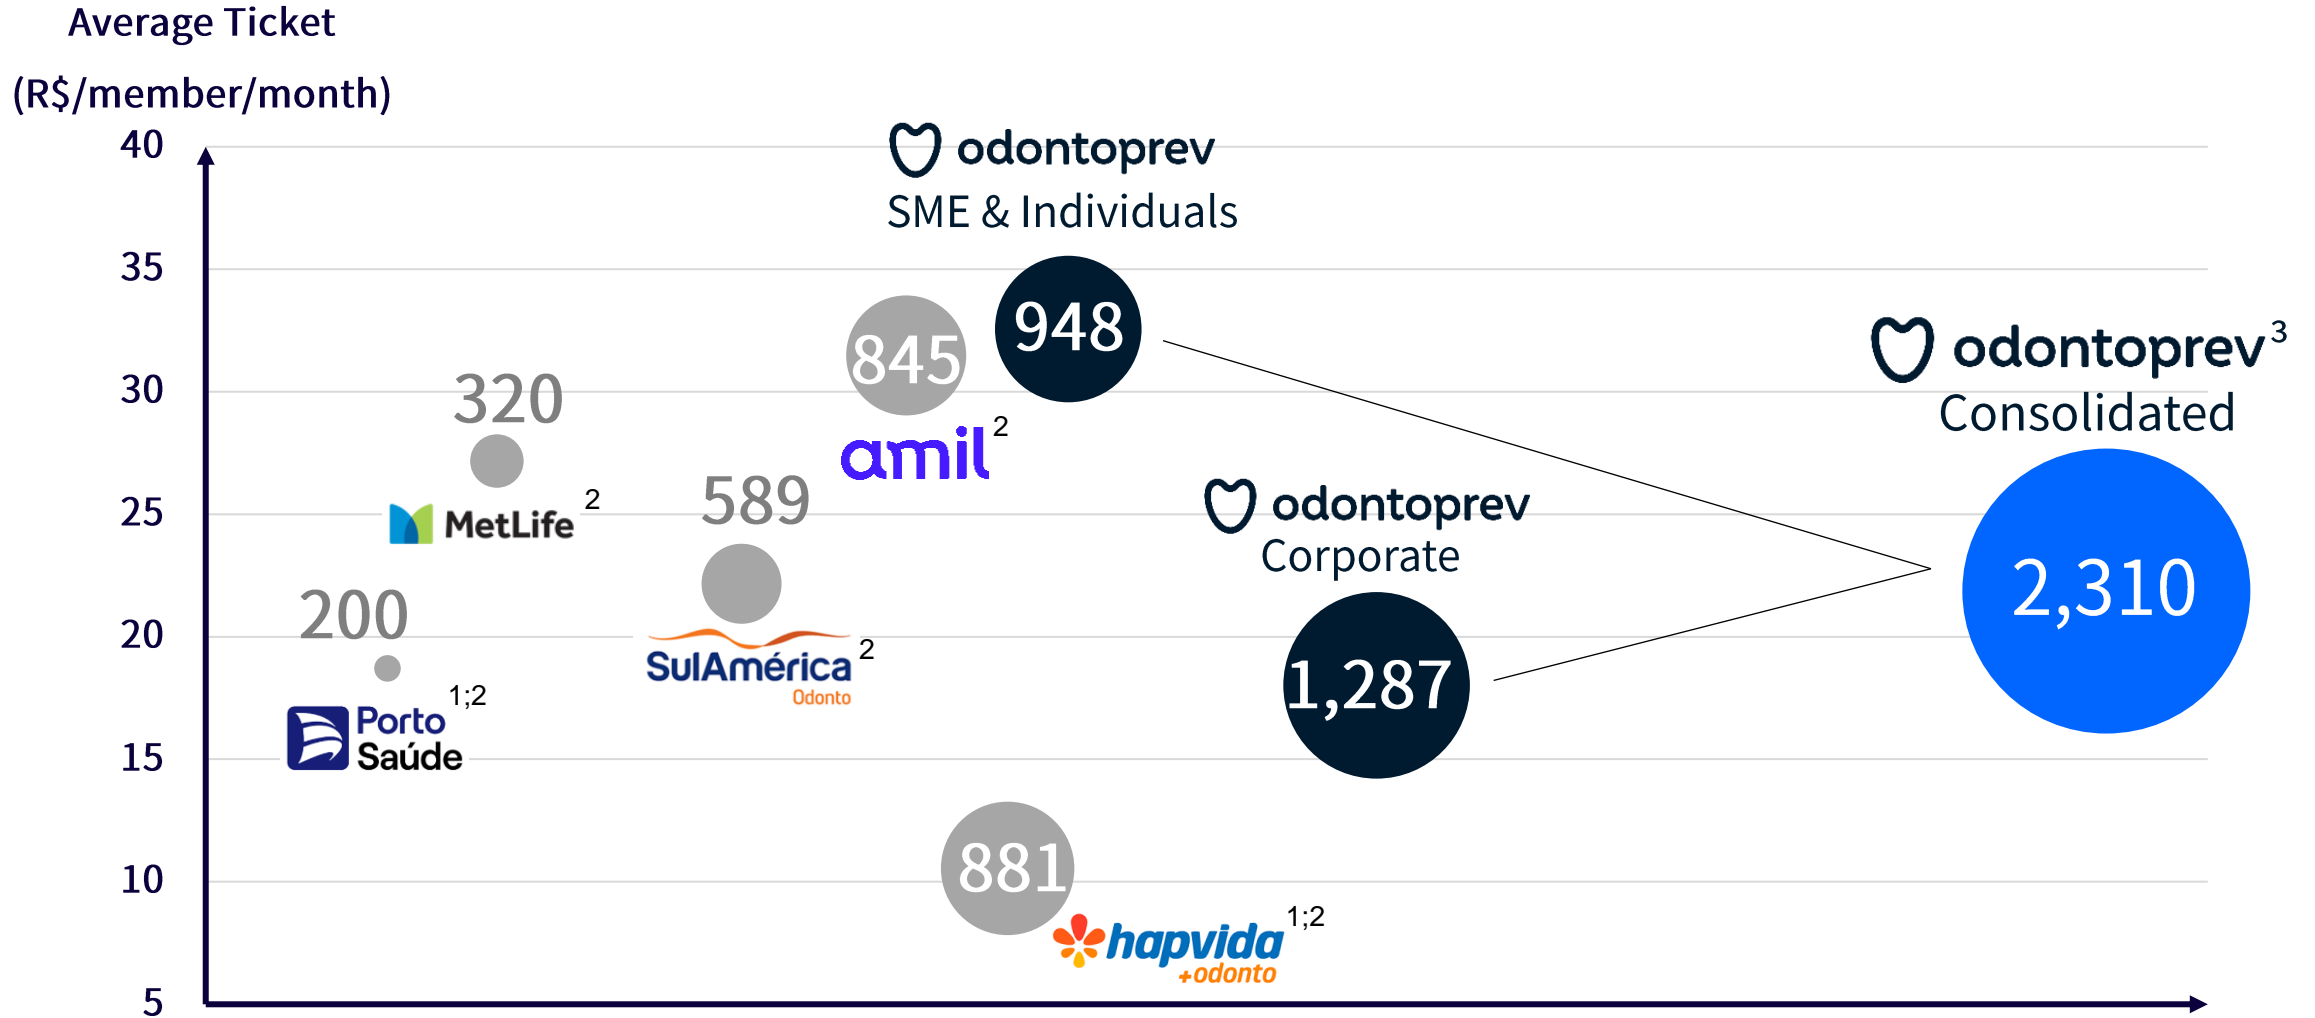 Average Ticket
(R$/member/month)
40
35
30
25
20
15
10
5
odontoprev
SME & Individuals
948
845
amil 2
320
MetLife 2
589
SulAmérica 2
Odonto
200
1;2
Porto
Saúde
odontoprev
Corporate
1,287
881
hapvida 1;2
+odonto
odontoprev 3
Consolidated
2,310